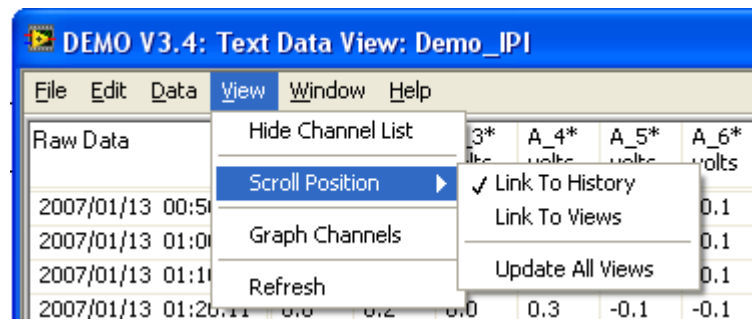 DEMO V3.4: Text Data View: Demo_IPI
File Edit Data View Window Help
Raw Data
Hide Channel List
A_4* A_5* A_6*
volts
Scroll Position
Link To History
Link To Views
Update All Views
Graph Channels
Refresh
2007/01/13
2007/01/13
2007/01/13
2007/01/13 0.3 -0.1 -0.1
0.1
0.1
0.1